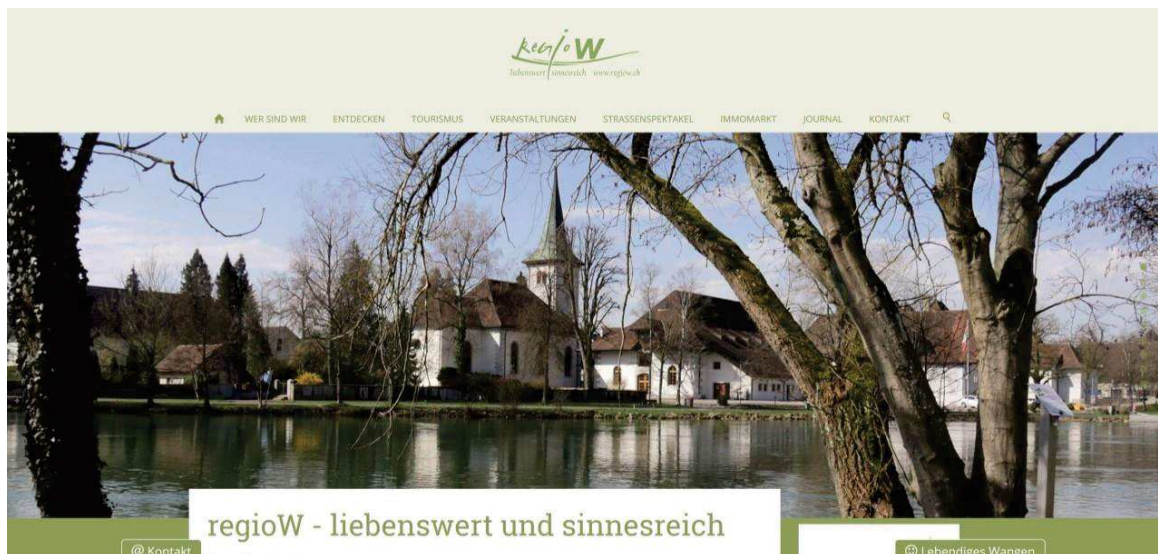 regioW
liebenswert sinnesreich www.regiow.ch
WER SIND WIR ENTDECKEN TOURISMUS VERANSTALTUNGEN STRASSENSPEKTAKEL IMMOMARKT JOURNAL KONTAKT
regioW - liebenswert und sinnesreich
@ Kontakt
Lebendiges Wangen